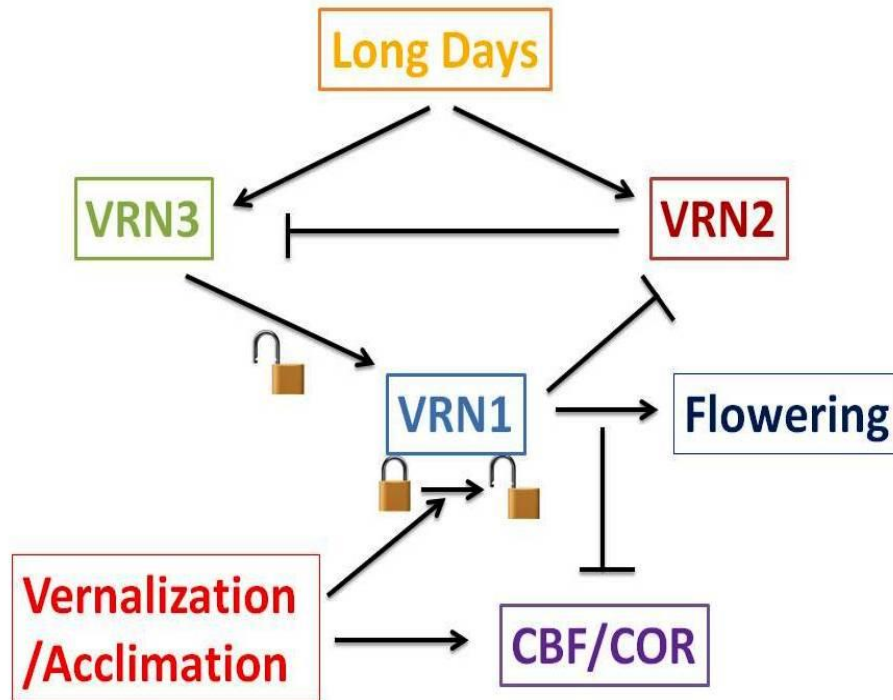 Long Days
VRN3
VRN2
VRN1
Flowering
Vernalization
/Acclimation
CBF/COR